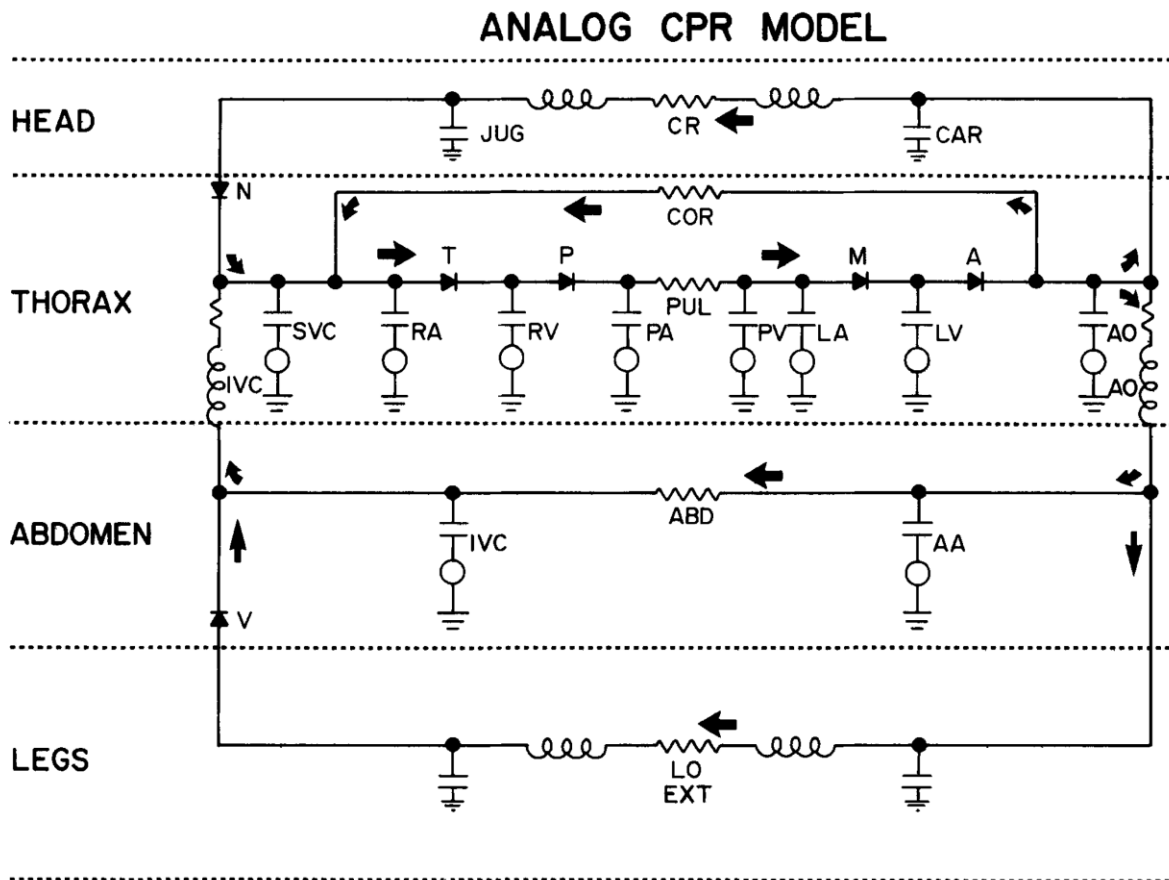 ANALOG CPR MODEL
HEAD
JUG
CR
CAR
N
COR
T
P
M
A
THORAX
PUL
SVC
RA
RV
PA
PV
LA
LV
AO
IVC
AO
ABD
ABDOMEN
IVC
AA
V
LEGS
LO
EXT